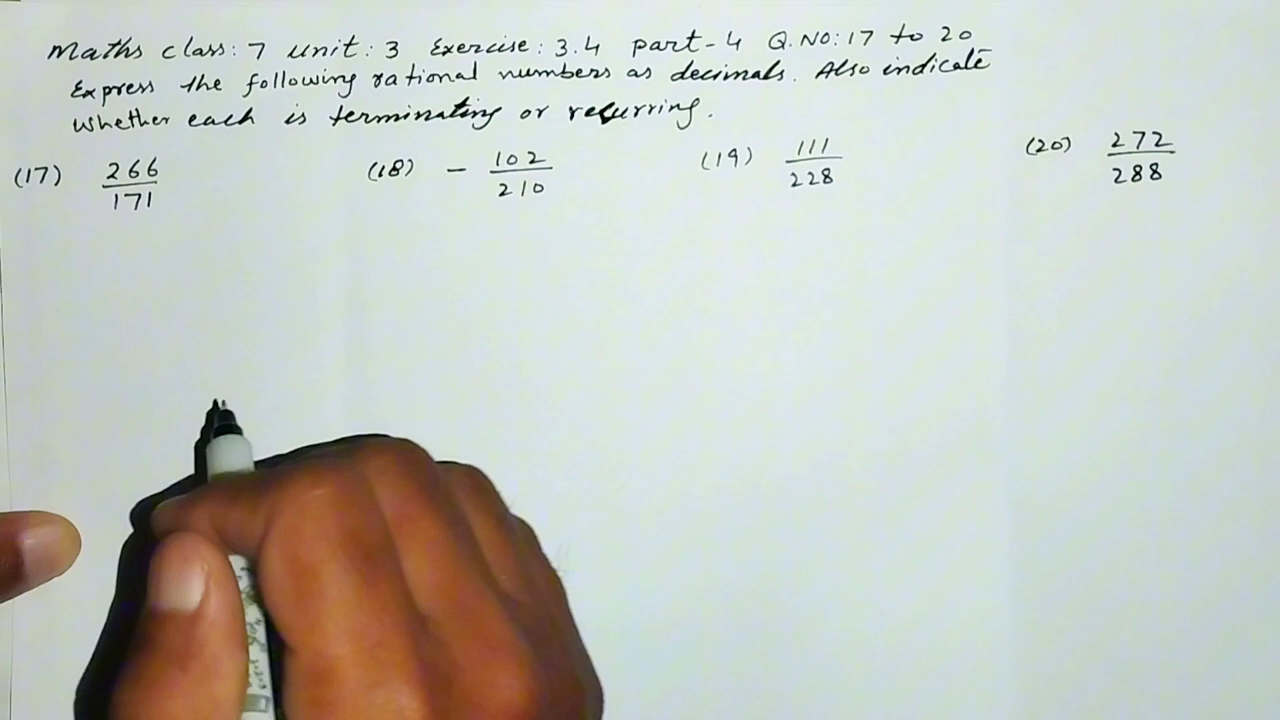 Maths class: 7 unit: 3 Exercise: 3.4 part-4 Q.NO:17 to 20
Express the following rational numbers as decimals. Also indicate
whether each is terminating or recurring.
(17) 266/171 (18) - 102/210 (19) 111/228 (20) 272/288